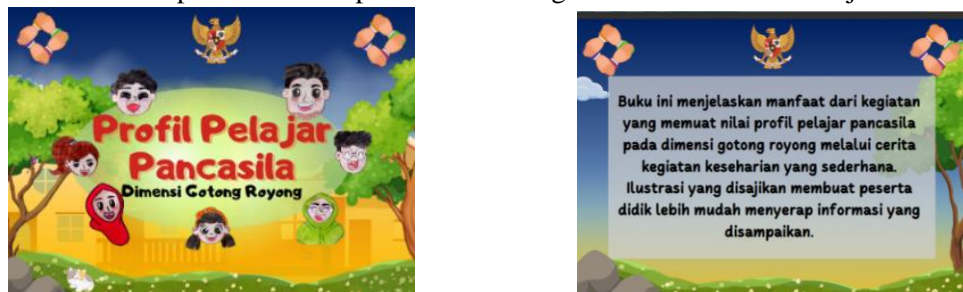 Profil Pelajar
Pancasila
Dimensi Gotong Royong
Buku ini menjelaskan manfaat dari kegiatan
yang memuat nilai profil pelajar pancasila
pada dimensi gotong royong melalui cerita
kegiatan keseharian yang sederhana.
Ilustrasi yang disajikan membuat peserta
didik lebih mudah menyerap informasi yang
disampaikan.